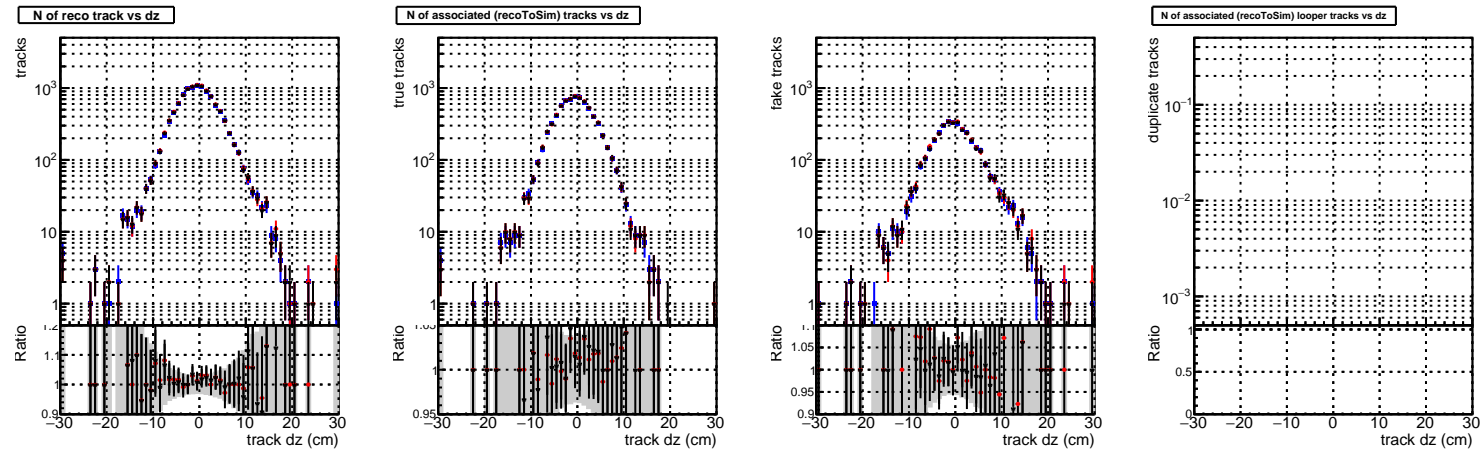 N of reco track vs dz
tracks
10³
10²
10
1
Ratio
1.2
1.1
1
0.9
−30 −20 −10 0 10 20 30
track dz (cm)
N of associated (recoToSim) tracks vs dz
true tracks
10³
10²
10
1
Ratio
1.05
1
0.95
−30 −20 −10 0 10 20 30
track dz (cm)
fake tracks
10³
10²
10
1
Ratio
1.05
1
0.95
0.9
−30 −20 −10 0 10 20 30
track dz (cm)
N of associated (recoToSim) looper tracks vs dz
duplicate tracks
10⁻¹
10⁻²
10⁻³
Ratio
1
0.5
0
−30 −20 −10 0 10 20 30
track dz (cm)